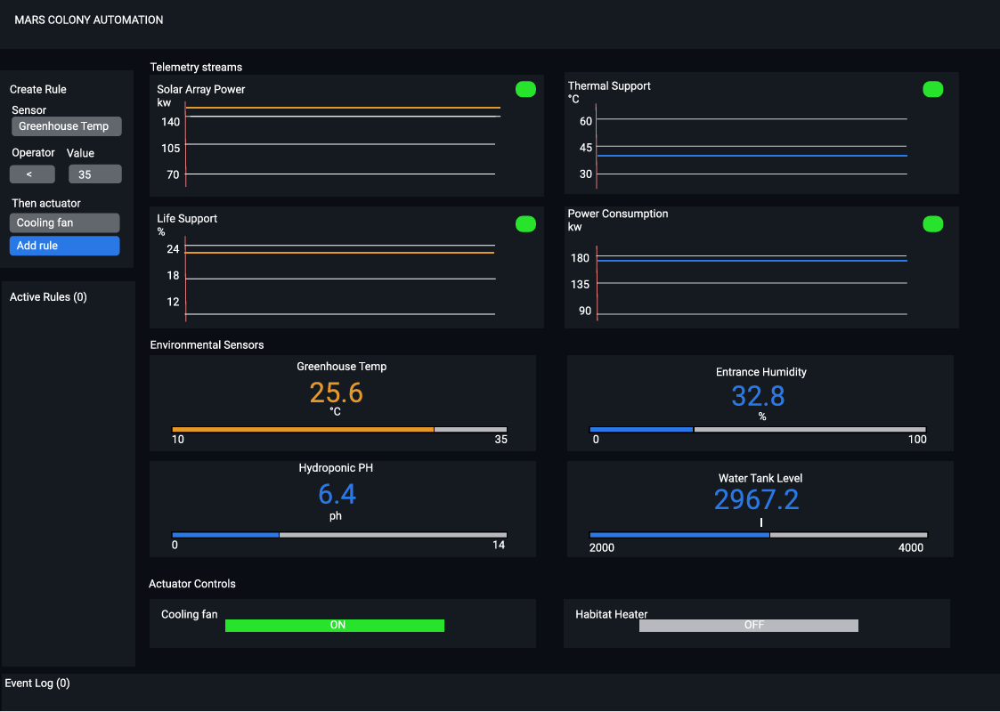 MARS COLONY AUTOMATION
Create Rule
Sensor
Greenhouse Temp
Operator Value
< 35
Then actuator
Cooling fan
Add rule
Active Rules (0)
Telemetry streams
Solar Array Power
kw
140
105
70
Thermal Support
°C
60
45
30
Life Support
%
24
18
12
Power Consumption
kw
180
135
90
Environmental Sensors
Greenhouse Temp
25.6
°C
10 35
Entrance Humidity
32.8
%
0 100
Hydroponic PH
6.4
ph
0 14
Water Tank Level
2967.2
l
2000 4000
Actuator Controls
Cooling fan
ON
Habitat Heater
OFF
Event Log (0)